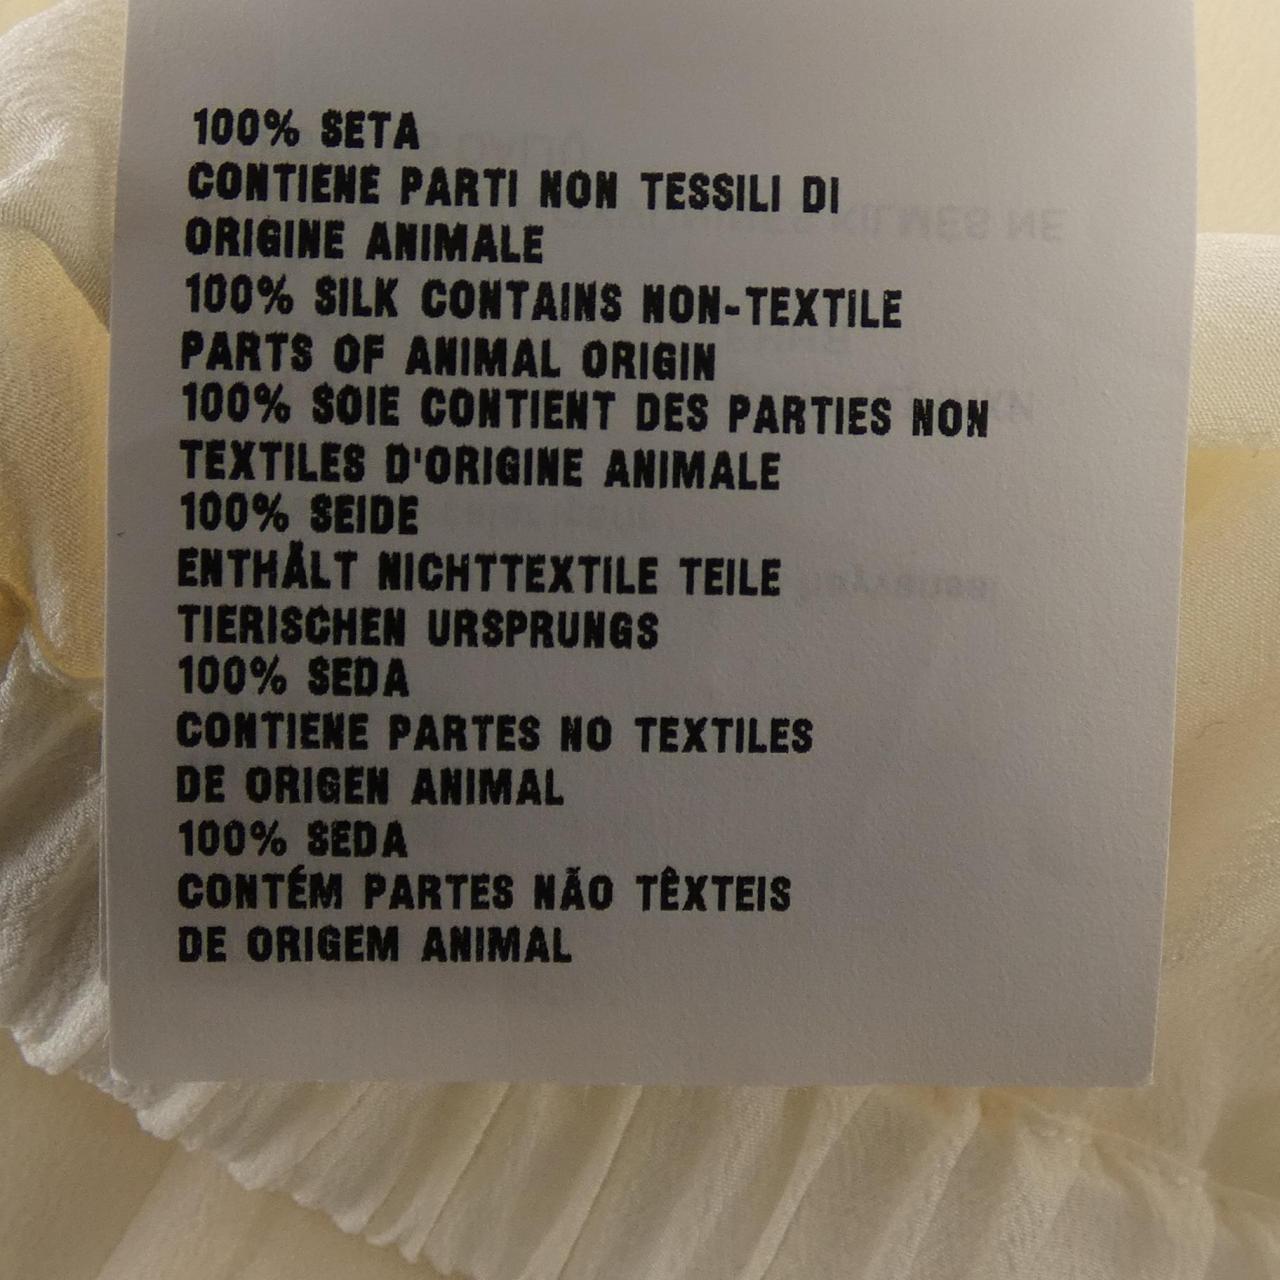 100% SETA
CONTIENE PARTI NON TESSILI DI
ORIGINE ANIMALE
100% SILK CONTAINS NON-TEXTILE
PARTS OF ANIMAL ORIGIN
100% SOIE CONTIENT DES PARTIES NON
TEXTILES D'ORIGINE ANIMALE
100% SEIDE
ENTHÄLT NICHTTEXTILE TEILE
TIERISCHEN URSPRUNGS
100% SEDA
CONTIENE PARTES NO TEXTILES
DE ORIGEN ANIMAL
100% SEDA
CONTÉM PARTES NÃO TÊXTEIS
DE ORIGEM ANIMAL